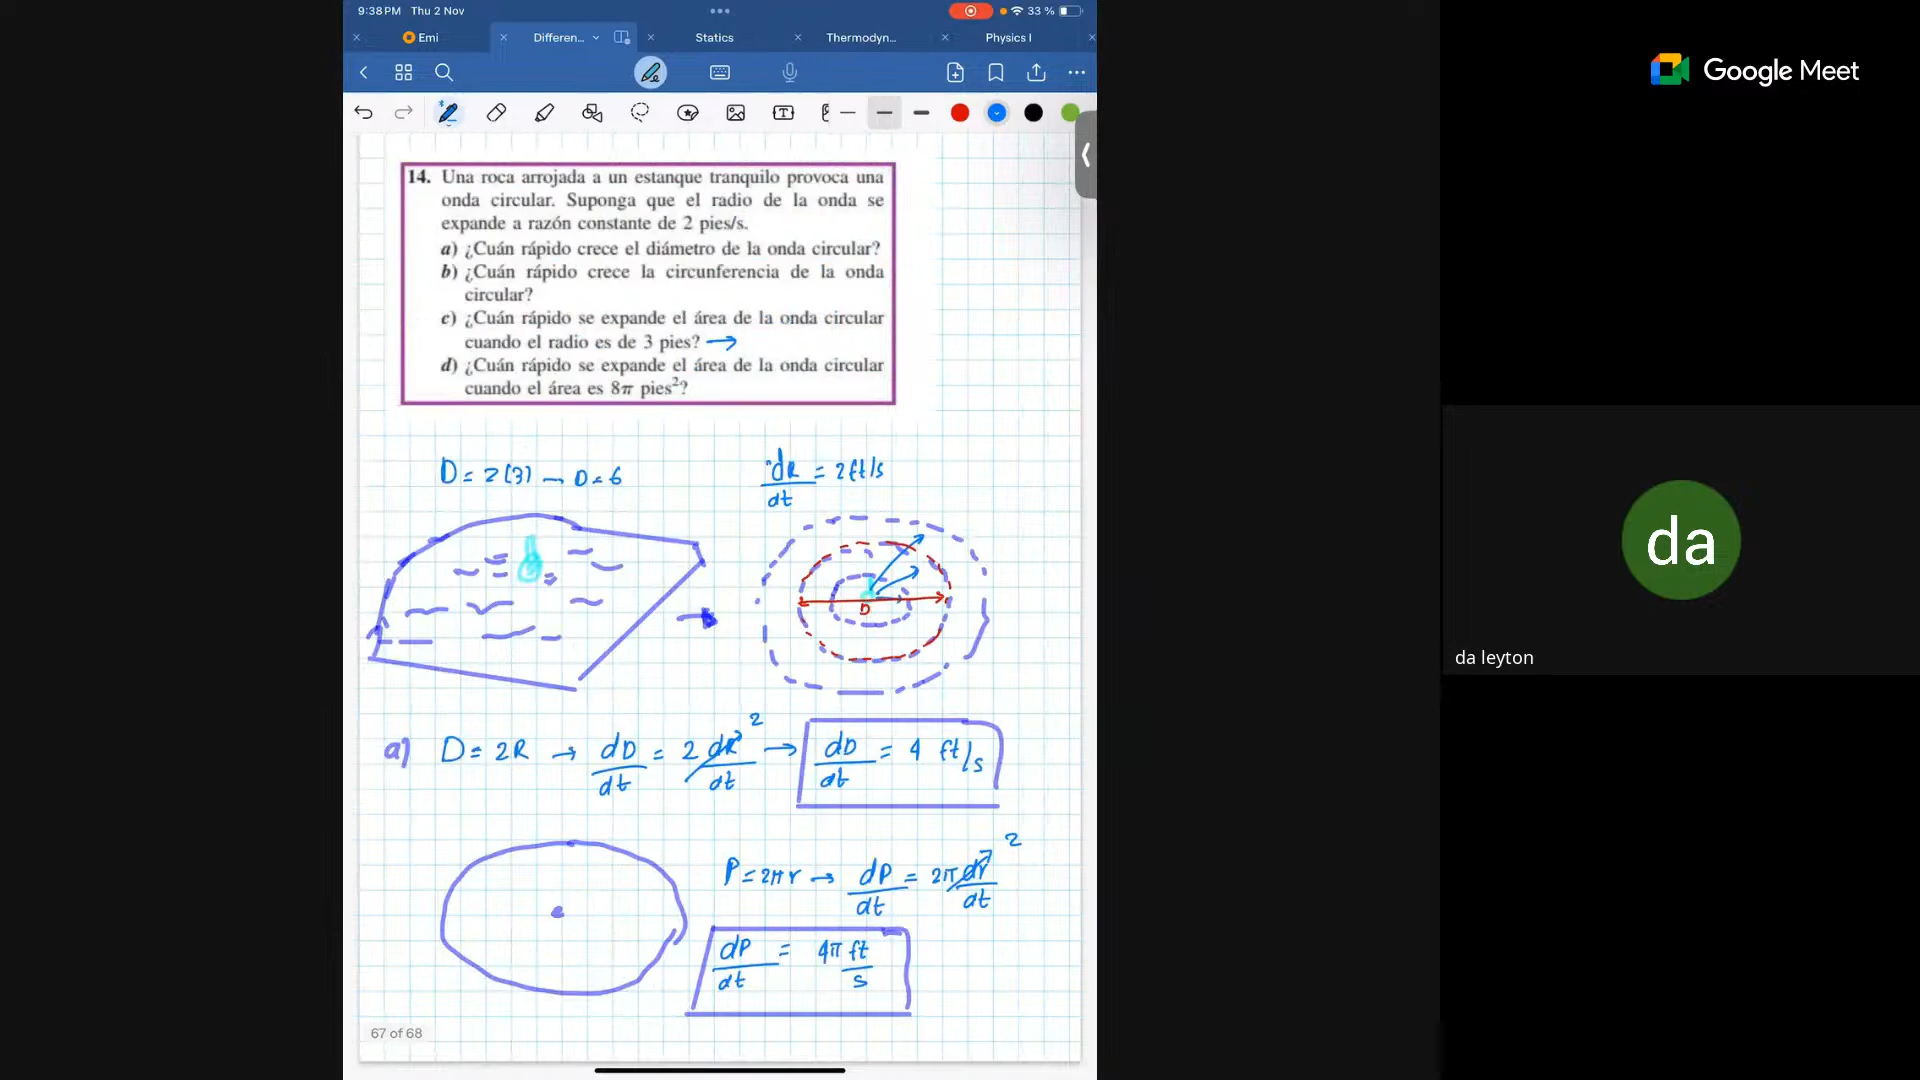 9:38 PM Thu 2 Nov
33 %
Emi
Differen...
Statics
Thermodyn...
Physics I
Google Meet
14. Una roca arrojada a un estanque tranquilo provoca una
onda circular. Suponga que el radio de la onda se
expande a razón constante de 2 pies/s.
a) ¿Cuán rápido crece el diámetro de la onda circular?
b) ¿Cuán rápido crece la circunferencia de la onda
circular?
c) ¿Cuán rápido se expande el área de la onda circular
cuando el radio es de 3 pies? →
d) ¿Cuán rápido se expande el área de la onda circular
cuando el área es 8π pies²?
D = 2(3) → D = 6
dR/dt = 2 ft/s
D
a) D = 2R → dD/dt = 2 dR/dt 2 → dD/dt = 4 ft/s
P = 2πr → dP/dt = 2π dr/dt 2
dP/dt = 4π ft/s
67 of 68
da
da leyton